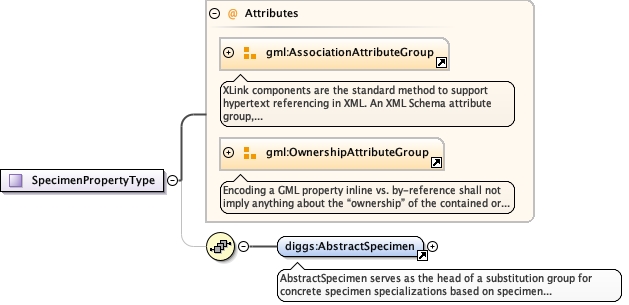 @ Attributes
gml:AssociationAttributeGroup
XLink components are the standard method to support
hypertext referencing in XML. An XML Schema attribute
group,...
gml:OwnershipAttributeGroup
Encoding a GML property inline vs. by-reference shall not
imply anything about the “ownership” of the contained or...
SpecimenPropertyType
diggs:AbstractSpecimen
AbstractSpecimen serves as the head of a substitution group for
concrete specimen specializations based on specimen...